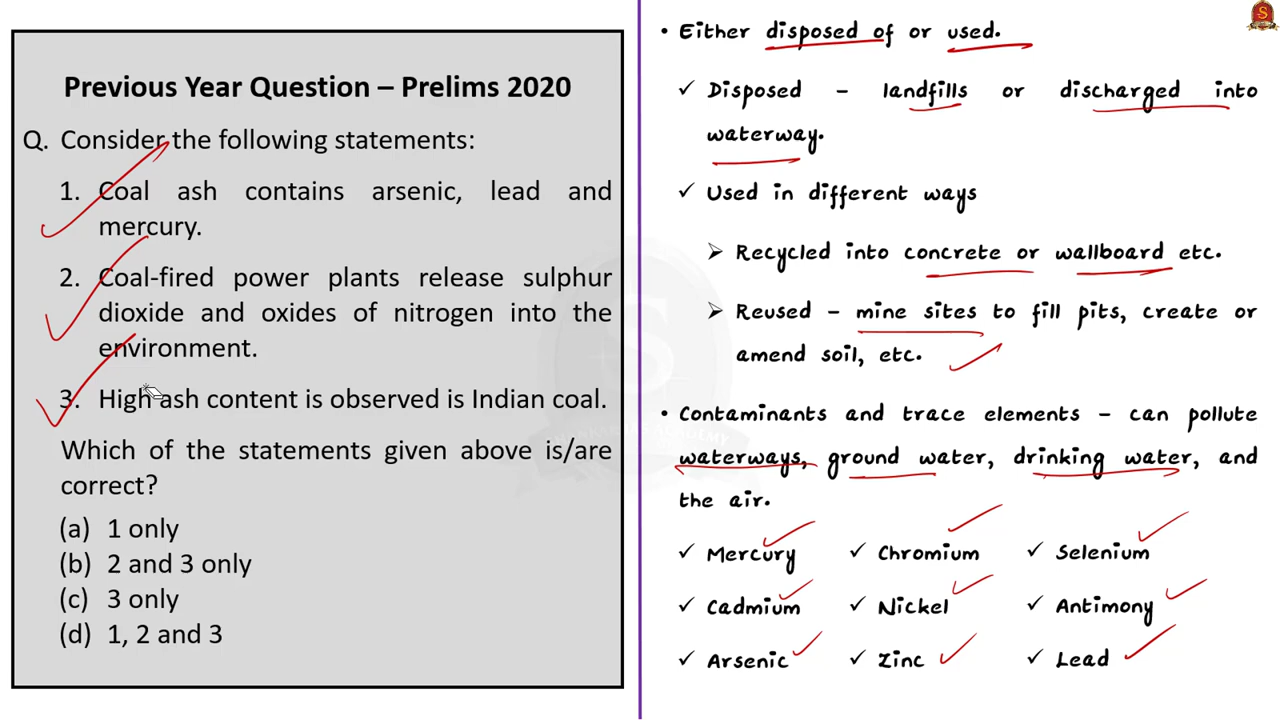 Previous Year Question – Prelims 2020
Q. Consider the following statements:
1. Coal ash contains arsenic, lead and
mercury.
2. Coal-fired power plants release sulphur
dioxide and oxides of nitrogen into the
environment.
3. High ash content is observed is Indian coal.
Which of the statements given above is/are
correct?
(a) 1 only
(b) 2 and 3 only
(c) 3 only
(d) 1, 2 and 3
• Either disposed of or used.
✓ Disposed – landfills or discharged into
waterway.
✓ Used in different ways
➢ Recycled into concrete or wallboard etc.
➢ Reused – mine sites to fill pits, create or
amend soil, etc.
• Contaminants and trace elements – can pollute
waterways, ground water, drinking water, and
the air.
✓ Mercury ✓ Chromium ✓ Selenium
✓ Cadmium ✓ Nickel ✓ Antimony
✓ Arsenic ✓ Zinc ✓ Lead